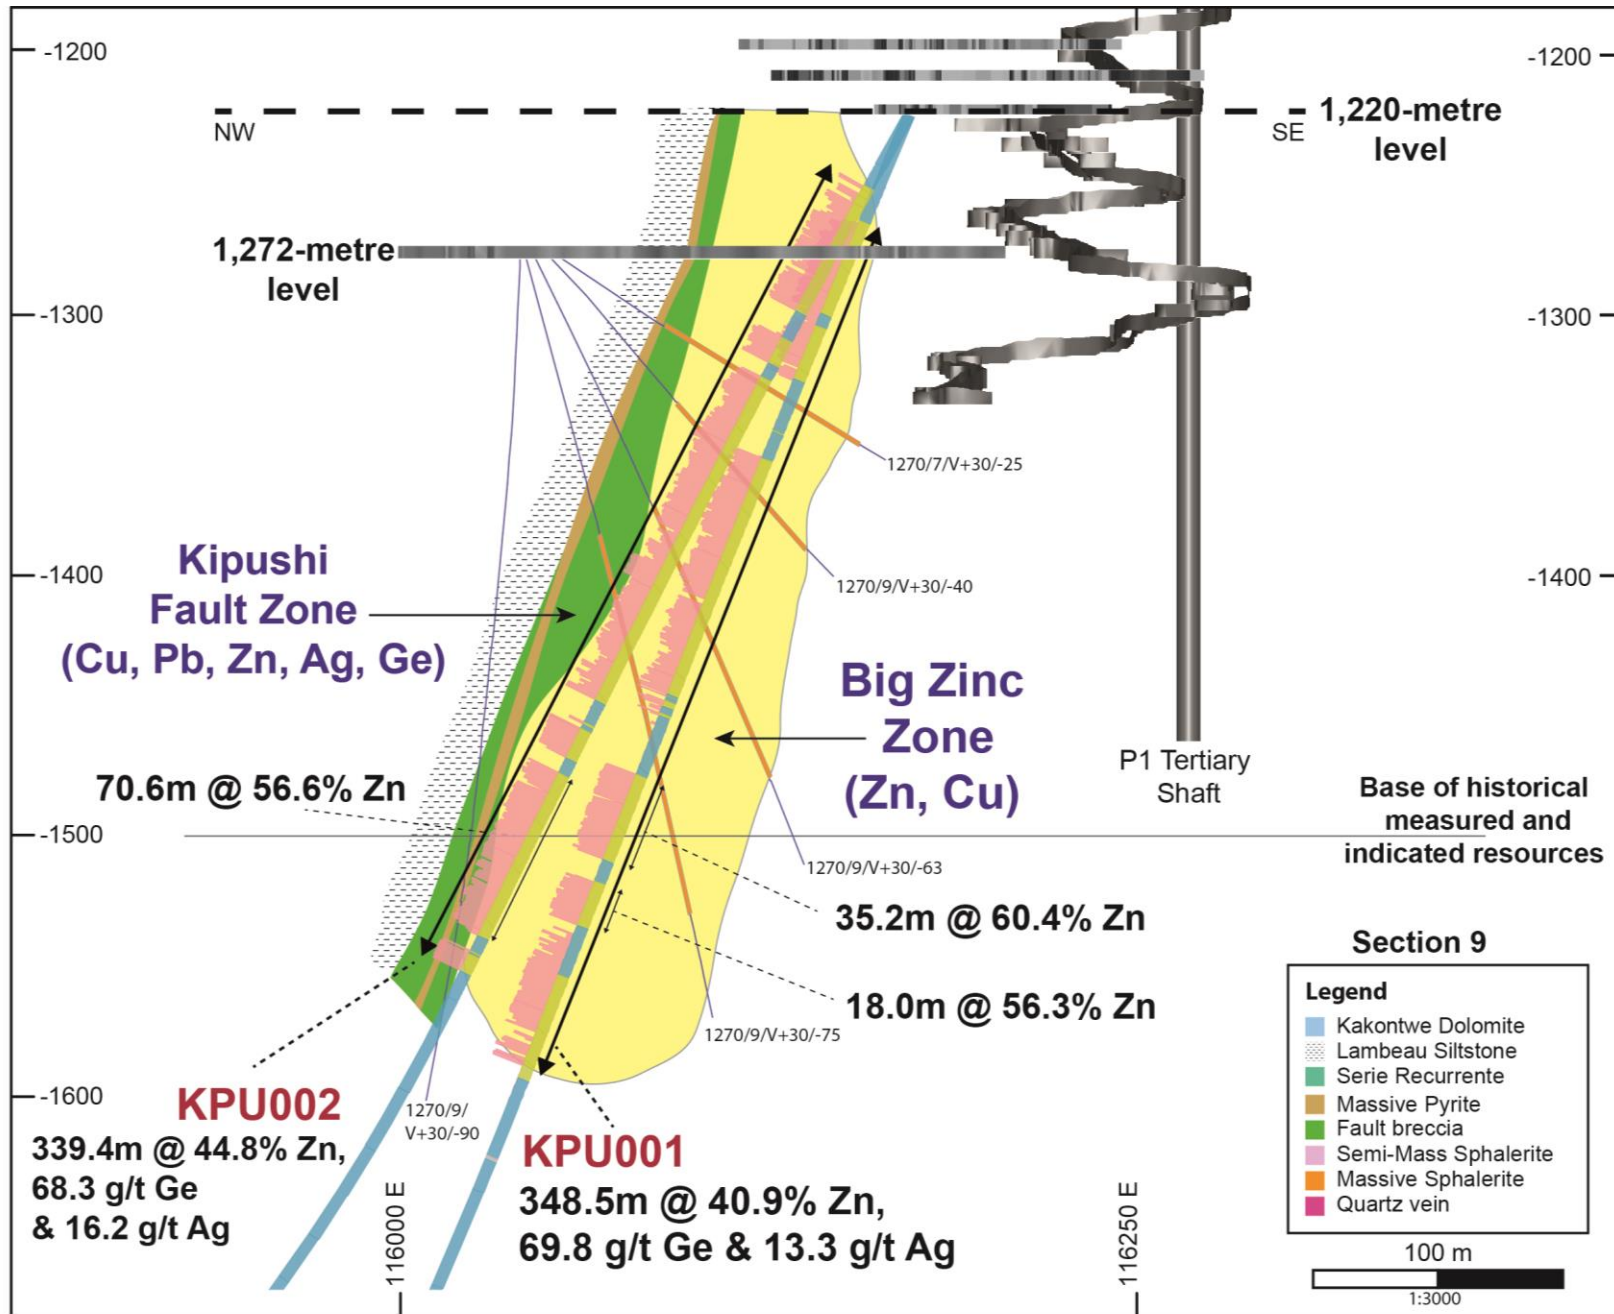 -1200
-1200
NW
SE
1,220-metre
level
1,272-metre
level
-1300
-1300
1270/7/V+30/-25
-1400
-1400
1270/9/V+30/-40
Kipushi
Fault Zone
(Cu, Pb, Zn, Ag, Ge)
Big Zinc
Zone
(Zn, Cu)
P1 Tertiary
Shaft
70.6m @ 56.6% Zn
Base of historical
measured and
indicated resources
-1500
1270/9/V+30/-63
35.2m @ 60.4% Zn
18.0m @ 56.3% Zn
1270/9/V+30/-75
-1600
1270/9/
V+30/-90
KPU002
339.4m @ 44.8% Zn,
68.3 g/t Ge
& 16.2 g/t Ag
KPU001
348.5m @ 40.9% Zn,
69.8 g/t Ge & 13.3 g/t Ag
116000 E
116250 E
Section 9
Legend
Kakontwe Dolomite
Lambeau Siltstone
Serie Recurrente
Massive Pyrite
Fault breccia
Semi-Mass Sphalerite
Massive Sphalerite
Quartz vein
100 m
1:3000